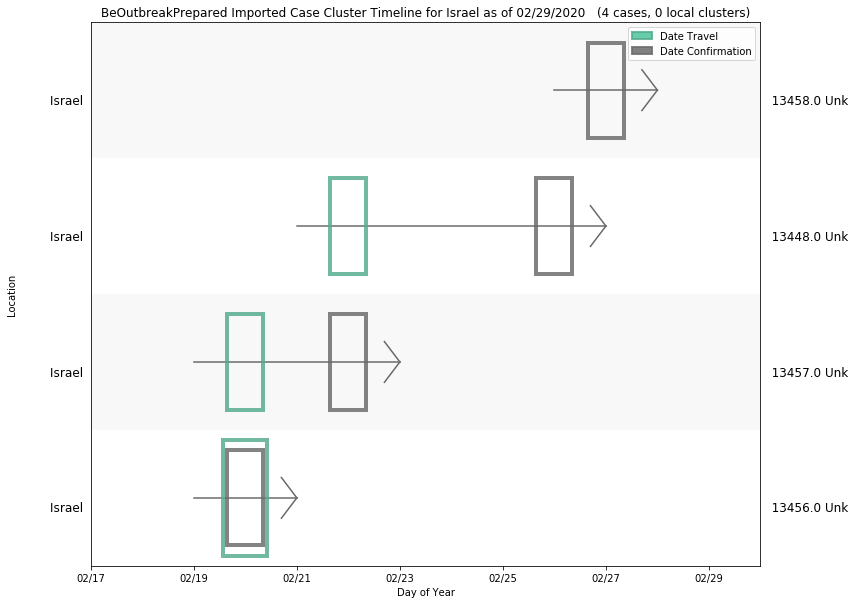 BeOutbreakPrepared Imported Case Cluster Timeline for Israel as of 02/29/2020   (4 cases, 0 local clusters)
Date Travel
Date Confirmation
Israel
13458.0 Unk
Israel
13448.0 Unk
Location
Israel
13457.0 Unk
Israel
13456.0 Unk
02/17
02/19
02/21
02/23
02/25
02/27
02/29
Day of Year